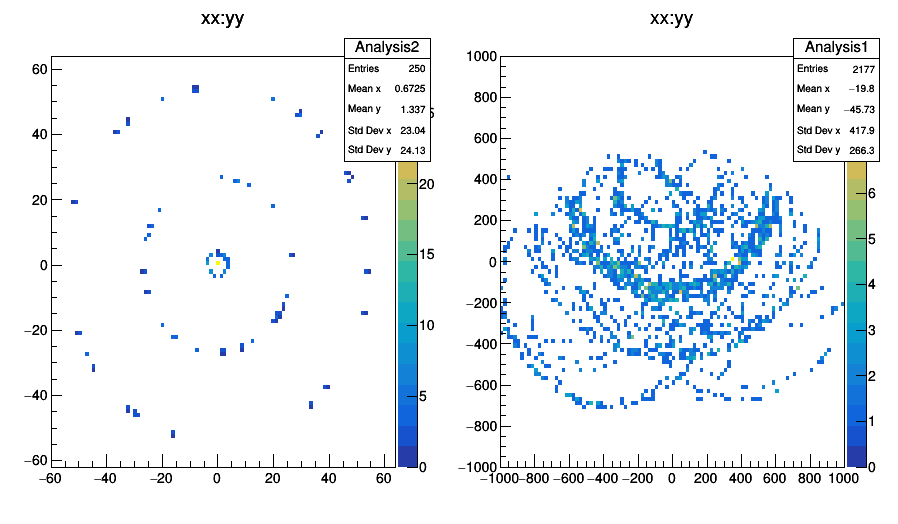 xx:yy
Analysis2
Entries 250
Mean x 0.6725
Mean y 1.337
Std Dev x 23.04
Std Dev y 24.13
60
40
20
0
−20
−40
−60
−60 −40 −20 0 20 40 60
20
15
10
5
0
xx:yy
Analysis1
Entries 2177
Mean x −19.8
Mean y −45.73
Std Dev x 417.9
Std Dev y 266.3
1000
800
600
400
200
0
−200
−400
−600
−800
−1000
−1000 −800 −600 −400 −200 0 200 400 600 800 1000
6
5
4
3
2
1
0